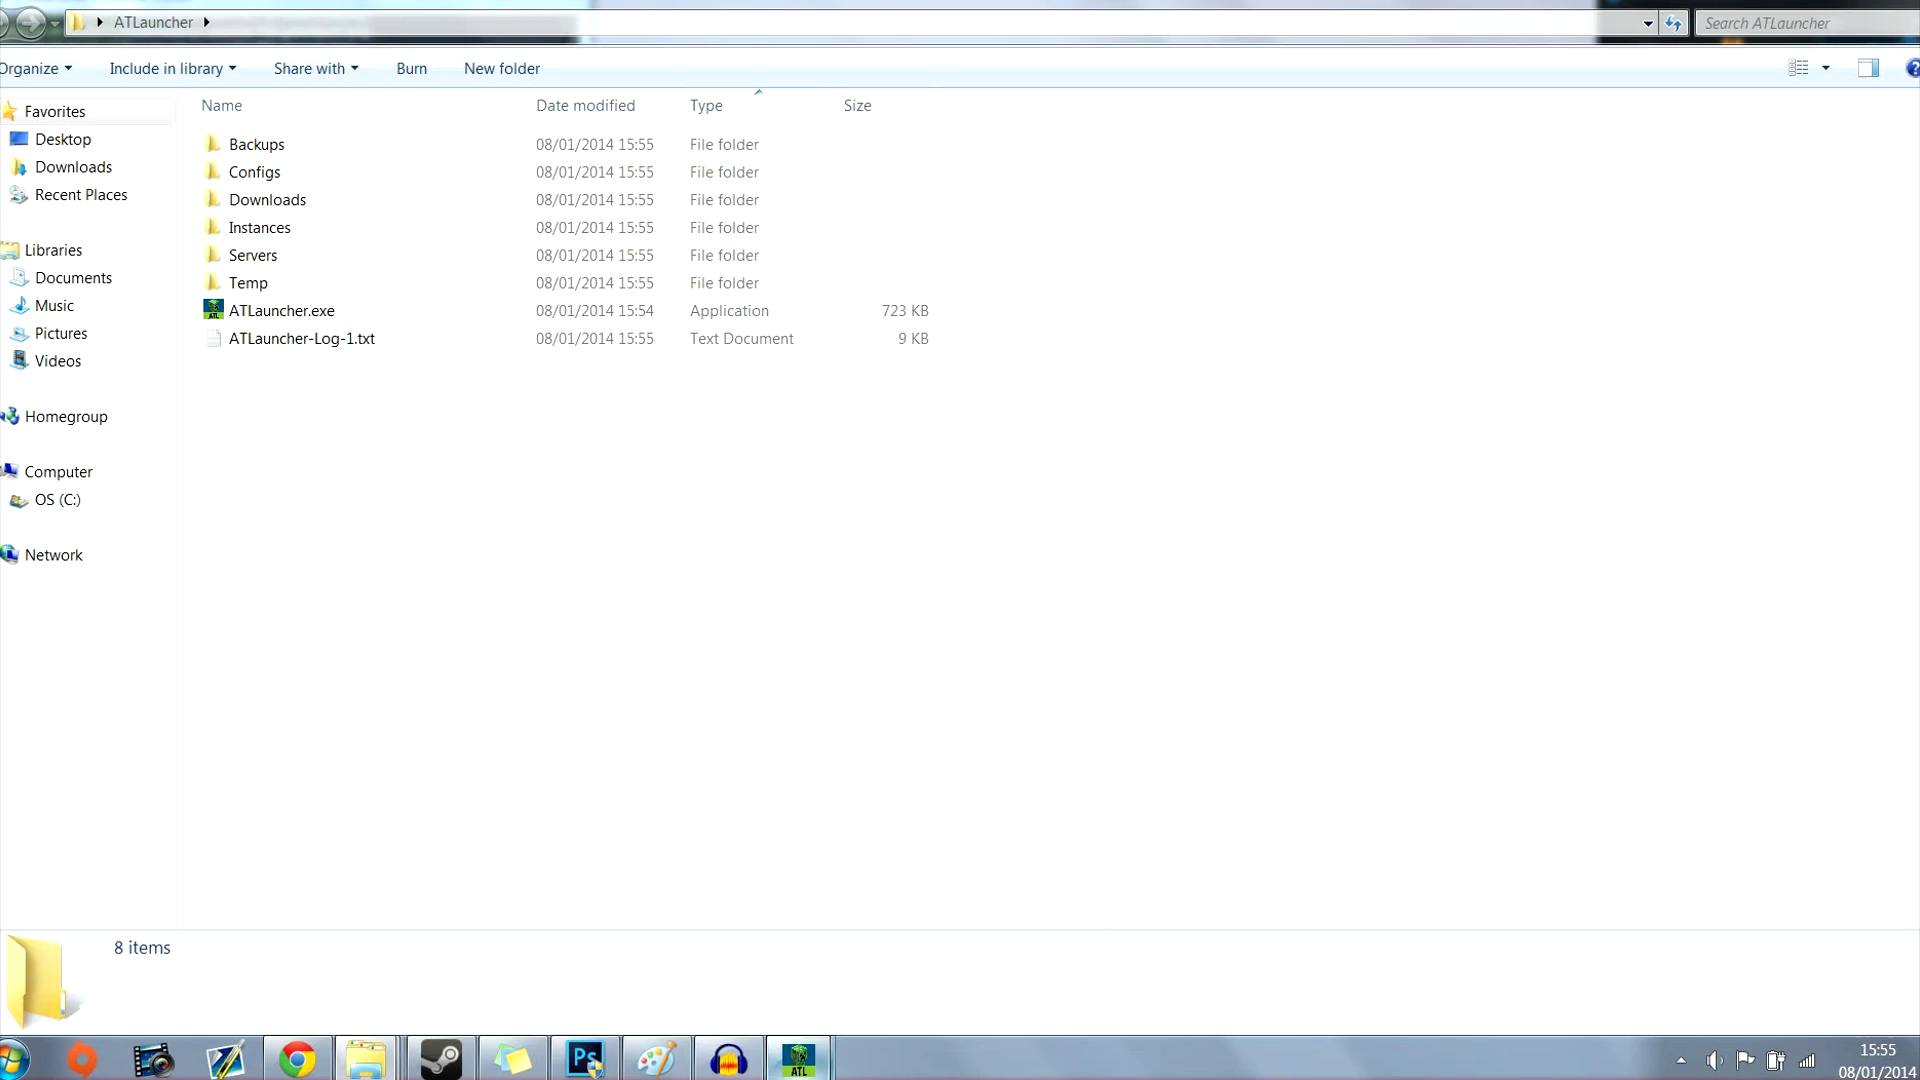 ATLauncher
Search ATLauncher
Organize Include in library Share with Burn New folder
Name Date modified Type Size
Favorites
Desktop
Downloads
Recent Places
Libraries
Documents
Music
Pictures
Videos
Homegroup
Computer
OS (C:)
Network
Backups 08/01/2014 15:55 File folder
Configs 08/01/2014 15:55 File folder
Downloads 08/01/2014 15:55 File folder
Instances 08/01/2014 15:55 File folder
Servers 08/01/2014 15:55 File folder
Temp 08/01/2014 15:55 File folder
ATLauncher.exe 08/01/2014 15:54 Application 723 KB
ATLauncher-Log-1.txt 08/01/2014 15:55 Text Document 9 KB
8 items
Ps
ATL
15:55
08/01/2014